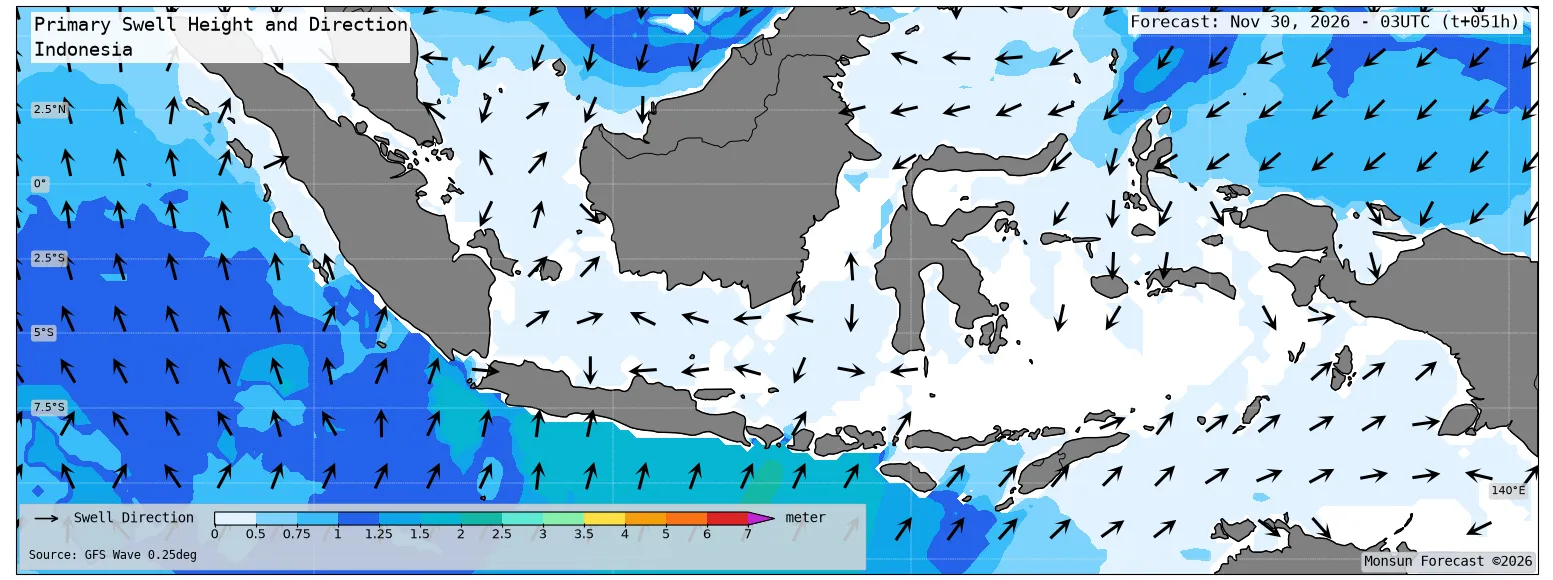 Primary Swell Height and Direction
Indonesia
Forecast: Nov 30, 2026 - 03UTC (t+051h)
2.5°N
0°
2.5°S
5°S
7.5°S
140°E
Swell Direction
0 0.5 0.75 1 1.25 1.5 2 2.5 3 3.5 4 5 6 7
meter
Source: GFS Wave 0.25deg
Monsun Forecast ©2026